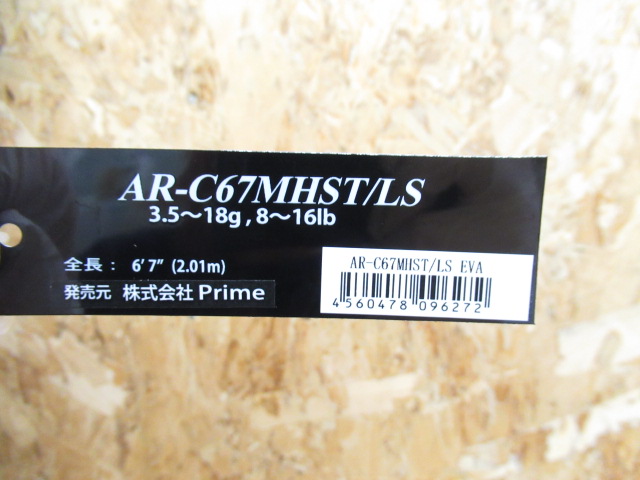 AR-C67MHST/LS
3.5～18g , 8～16lb
全長： 6’7” (2.01m)
発売元 株式会社 Prime
AR-C67MHST/LS EVA
4560478 096272